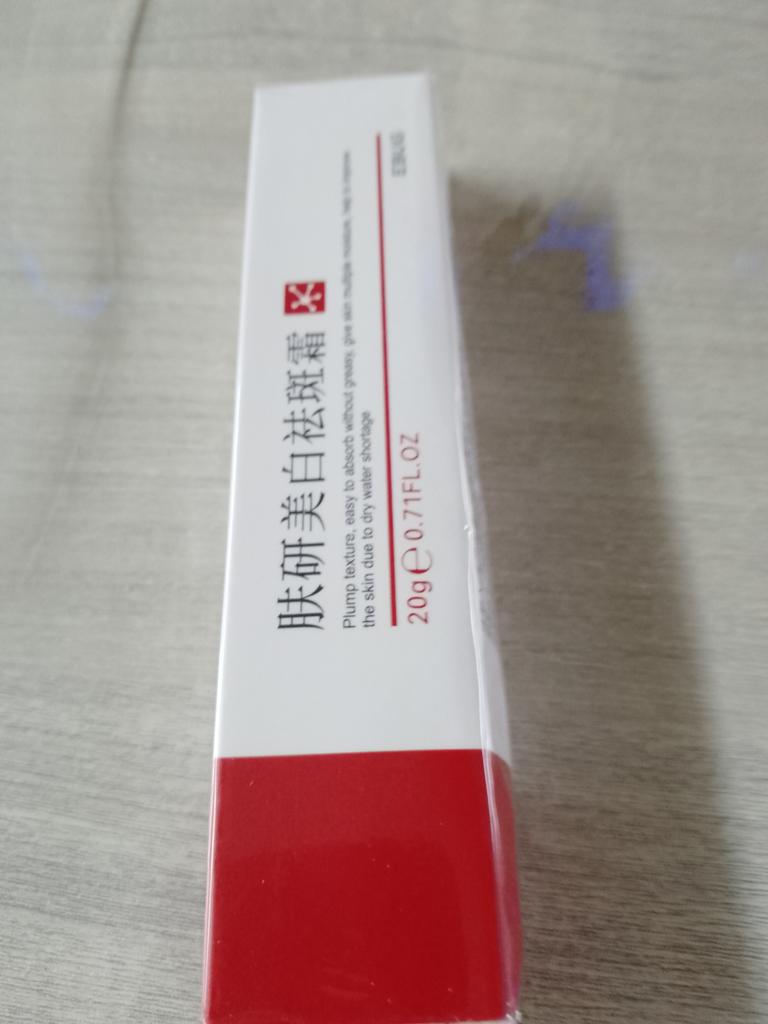 肤研美白祛斑霜
Plump texture, easy to absorb without greasy, give skin multiple moisture, help to improve
the skin due to dry water shortage
20g ℮ 0.71FL.OZ
EBUG